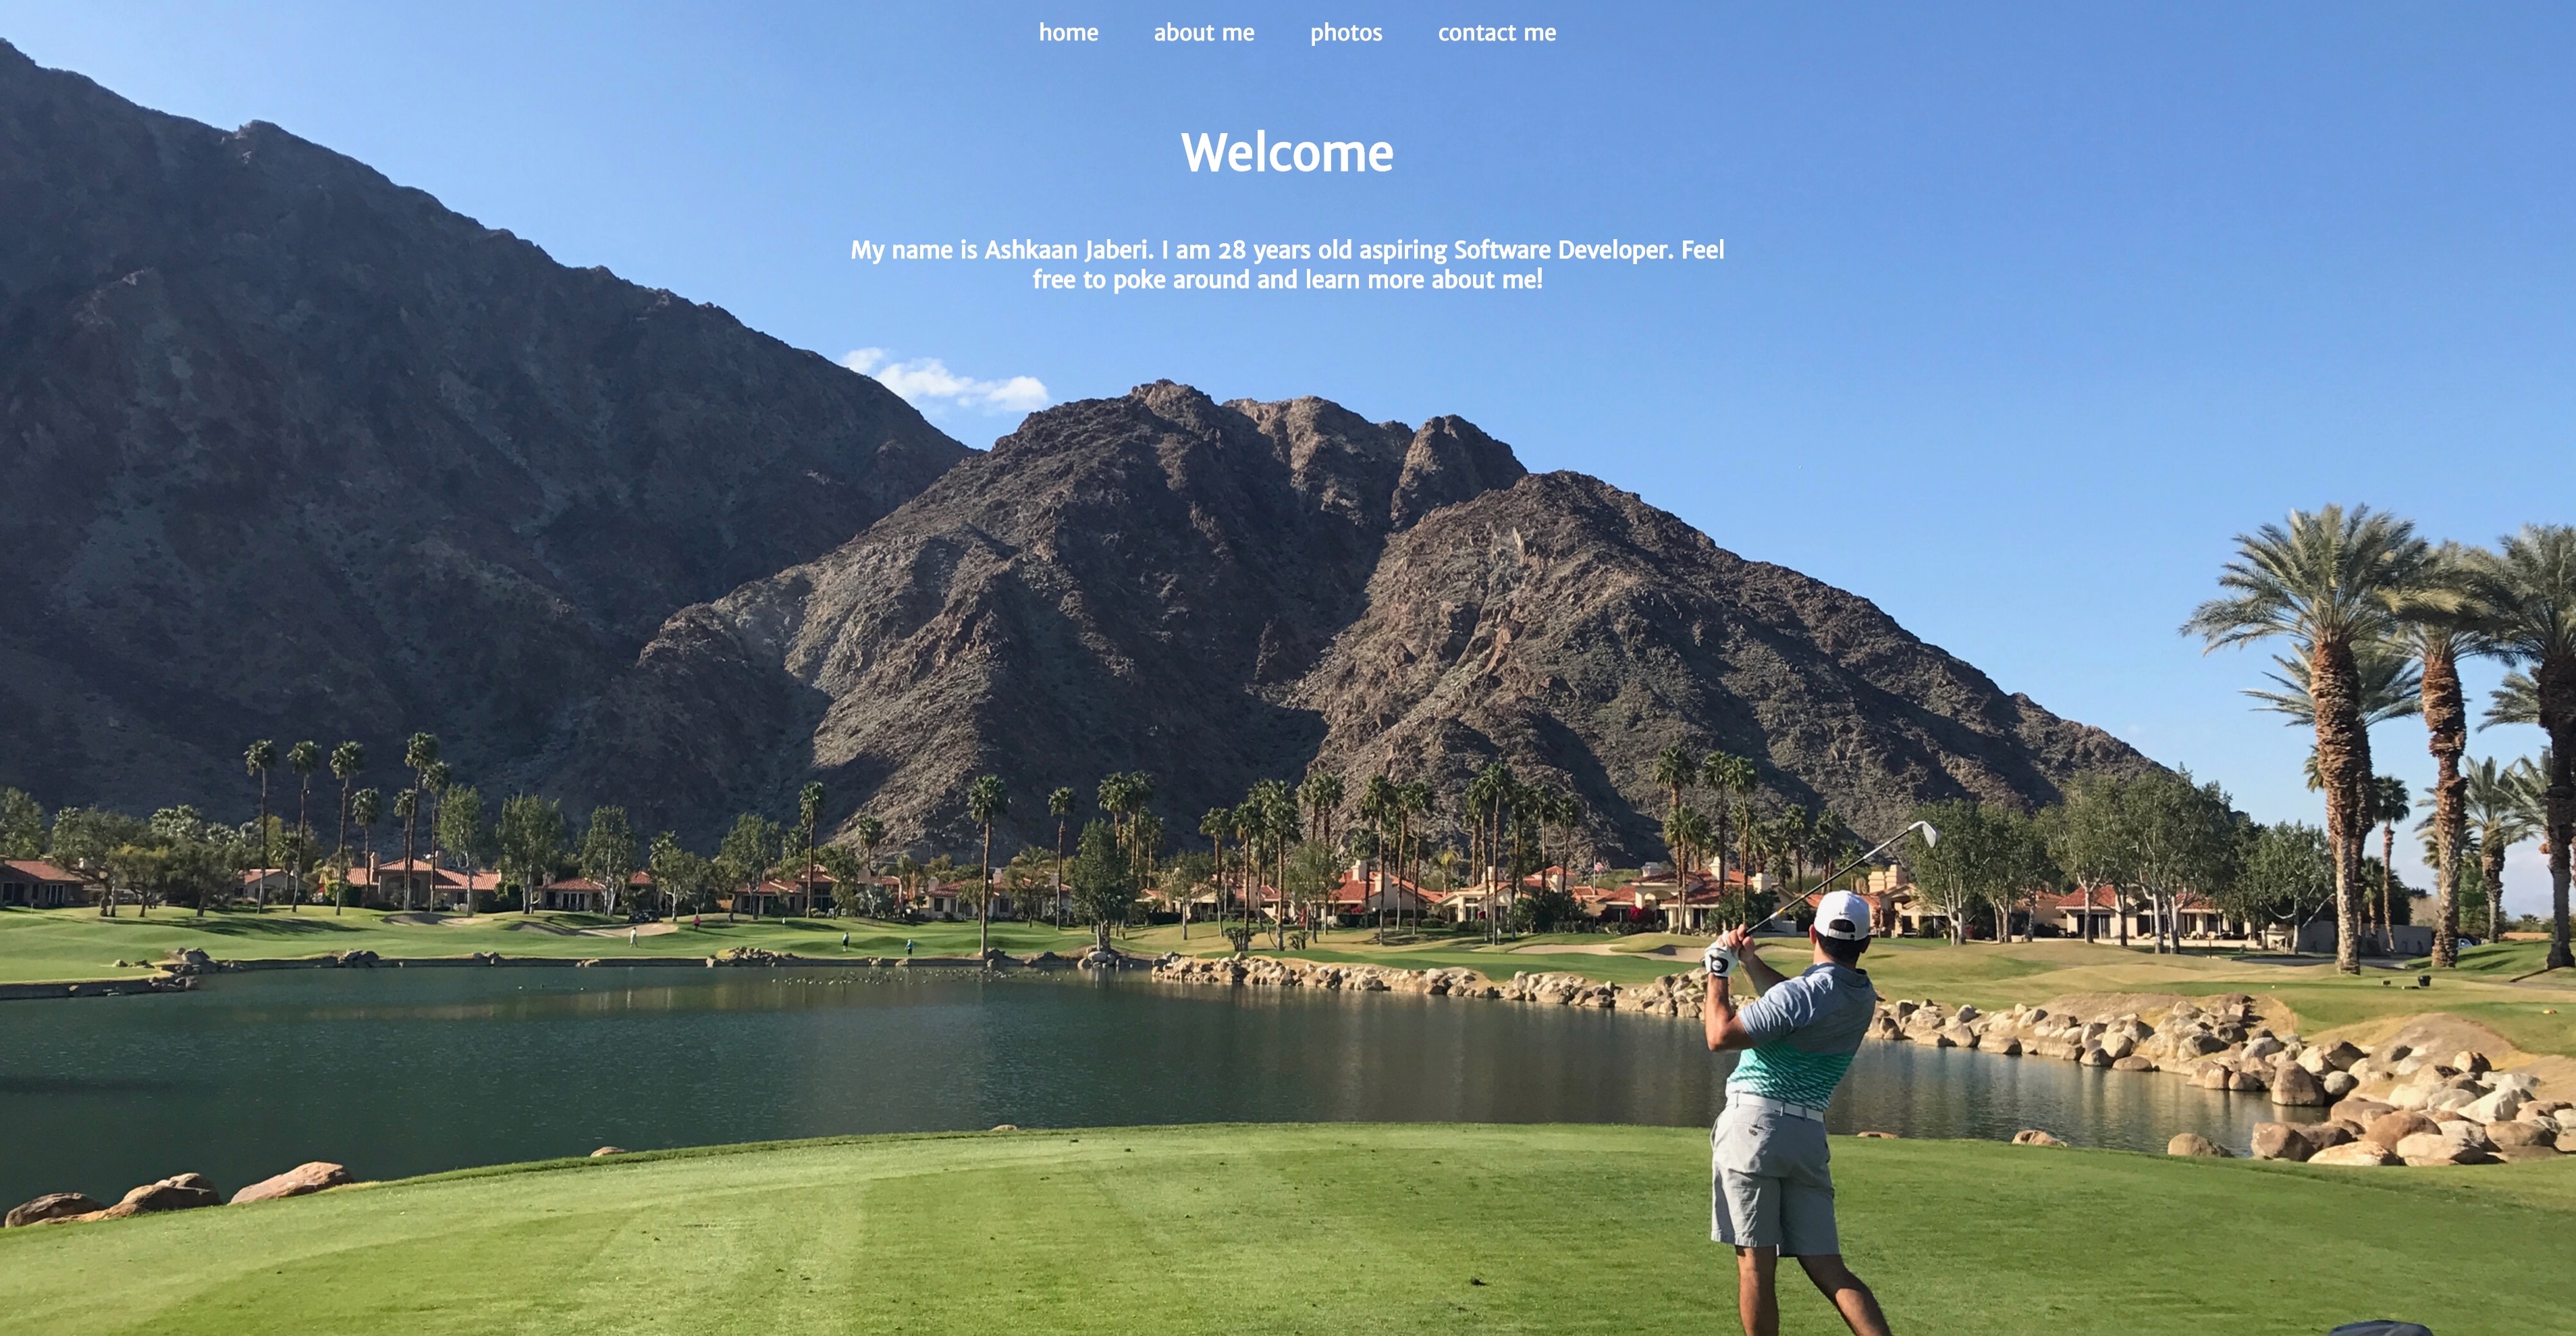 home about me photos contact me
Welcome
My name is Ashkaan Jaberi. I am 28 years old aspiring Software Developer. Feel
free to poke around and learn more about me!